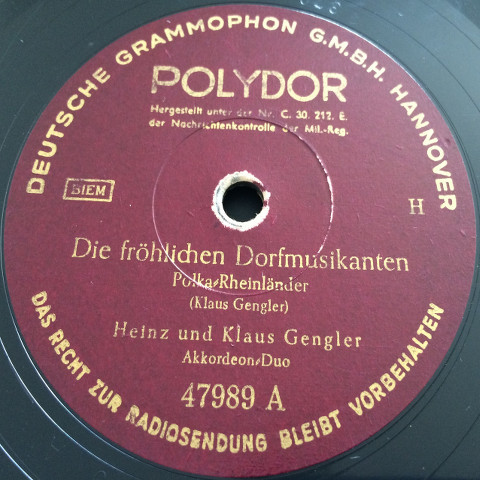 DEUTSCHE GRAMMOPHON G.M.B.H. HANNOVER
POLYDOR
Hergestellt unter der Nr. C. 30. 212. E.
der Nachrichtenkontrolle der Mil.-Reg.
BIEM
H
Die fröhlichen Dorfmusikanten
Polka-Rheinländer
(Klaus Gengler)
Heinz und Klaus Gengler
Akkordeon-Duo
47989 A
DAS RECHT ZUR RADIOSENDUNG BLEIBT VORBEHALTEN